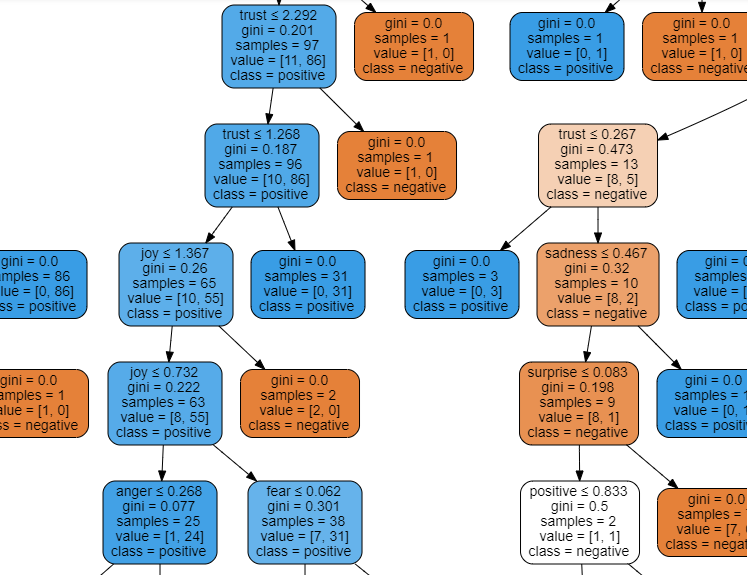 trust ≤ 2.292
gini = 0.201
samples = 97
value = [11, 86]
class = positive
gini = 0.0
samples = 1
value = [1, 0]
class = negative
gini = 0.0
samples = 1
value = [0, 1]
class = positive
gini = 0.0
samples = 1
value = [1, 0]
class = negative
trust ≤ 1.268
gini = 0.187
samples = 96
value = [10, 86]
class = positive
gini = 0.0
samples = 1
value = [1, 0]
class = negative
trust ≤ 0.267
gini = 0.473
samples = 13
value = [8, 5]
class = negative
gini = 0.0
mples = 86
lue = [0, 86]
ss = positive
joy ≤ 1.367
gini = 0.26
samples = 65
value = [10, 55]
class = positive
gini = 0.0
samples = 31
value = [0, 31]
class = positive
gini = 0.0
samples = 3
value = [0, 3]
class = positive
sadness ≤ 0.467
gini = 0.32
samples = 10
value = [8, 2]
class = negative
gini = 
samples
value = [
class = po
gini = 0.0
amples = 1
alue = [1, 0]
ss = negative
joy ≤ 0.732
gini = 0.222
samples = 63
value = [8, 55]
class = positive
gini = 0.0
samples = 2
value = [2, 0]
class = negative
surprise ≤ 0.083
gini = 0.198
samples = 9
value = [8, 1]
class = negative
gini = 0.0
samples = 
value = [0, 
class = positi
anger ≤ 0.268
gini = 0.077
samples = 25
value = [1, 24]
class = positive
fear ≤ 0.062
gini = 0.301
samples = 38
value = [7, 31]
class = positive
positive ≤ 0.833
gini = 0.5
samples = 2
value = [1, 1]
class = negative
gini = 0.0
samples = 
value = [7, 
class = negat